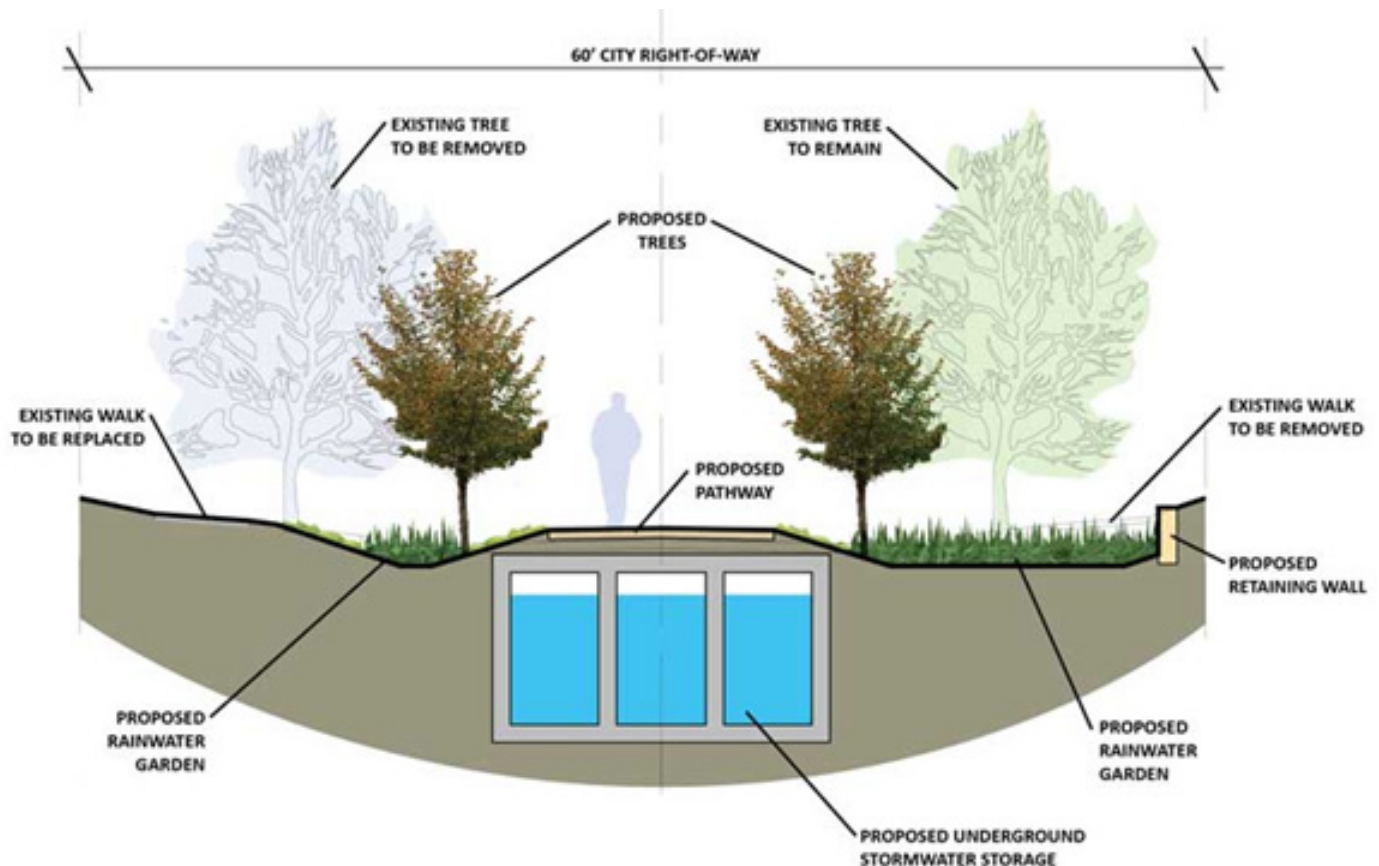 60' CITY RIGHT-OF-WAY
EXISTING TREE
TO BE REMOVED
EXISTING TREE
TO REMAIN
PROPOSED
TREES
EXISTING WALK
TO BE REPLACED
EXISTING WALK
TO BE REMOVED
PROPOSED
PATHWAY
PROPOSED
RETAINING WALL
PROPOSED
RAINWATER
GARDEN
PROPOSED
RAINWATER
GARDEN
PROPOSED UNDERGROUND
STORMWATER STORAGE